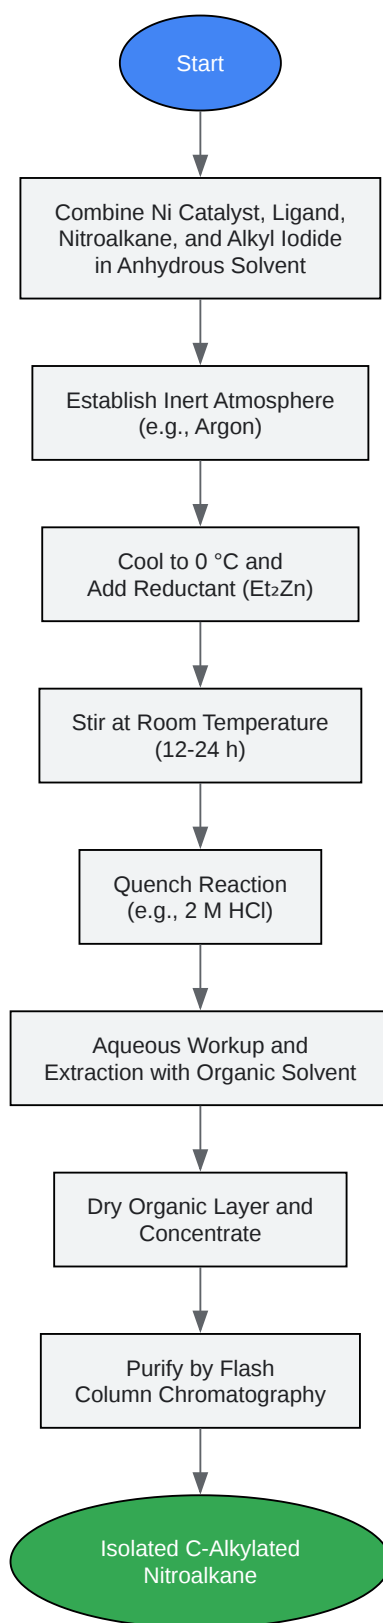 Start
Combine Ni Catalyst, Ligand,
Nitroalkane, and Alkyl Iodide
in Anhydrous Solvent
Establish Inert Atmosphere
(e.g., Argon)
Cool to 0 °C and
Add Reductant (Et₂Zn)
Stir at Room Temperature
(12-24 h)
Quench Reaction
(e.g., 2 M HCl)
Aqueous Workup and
Extraction with Organic Solvent
Dry Organic Layer and
Concentrate
Purify by Flash
Column Chromatography
Isolated C-Alkylated
Nitroalkane